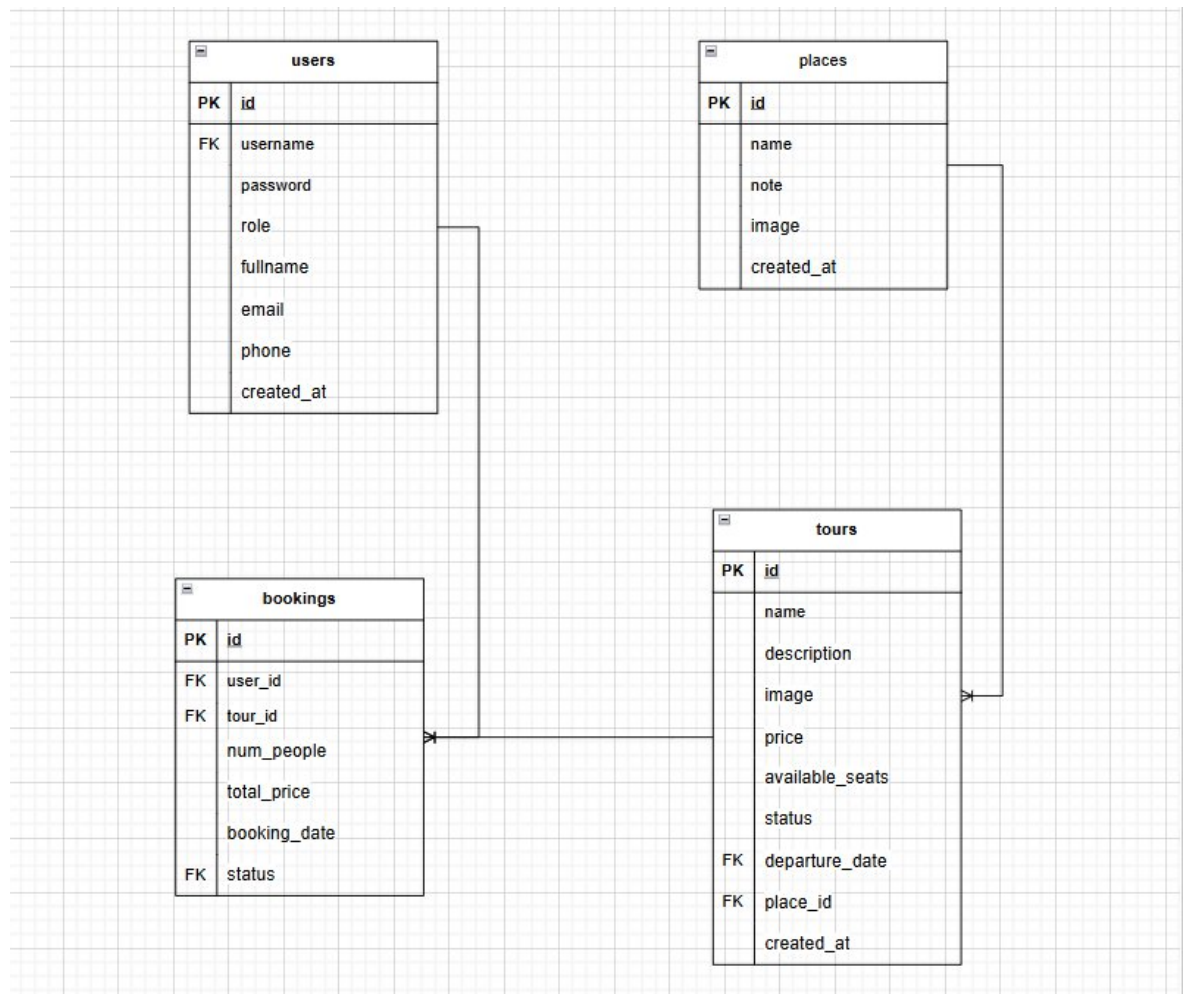 users
PK id
FK username
password
role
fullname
email
phone
created_at
places
PK id
name
note
image
created_at
bookings
PK id
FK user_id
FK tour_id
num_people
total_price
booking_date
FK status
tours
PK id
name
description
image
price
available_seats
status
FK departure_date
FK place_id
created_at